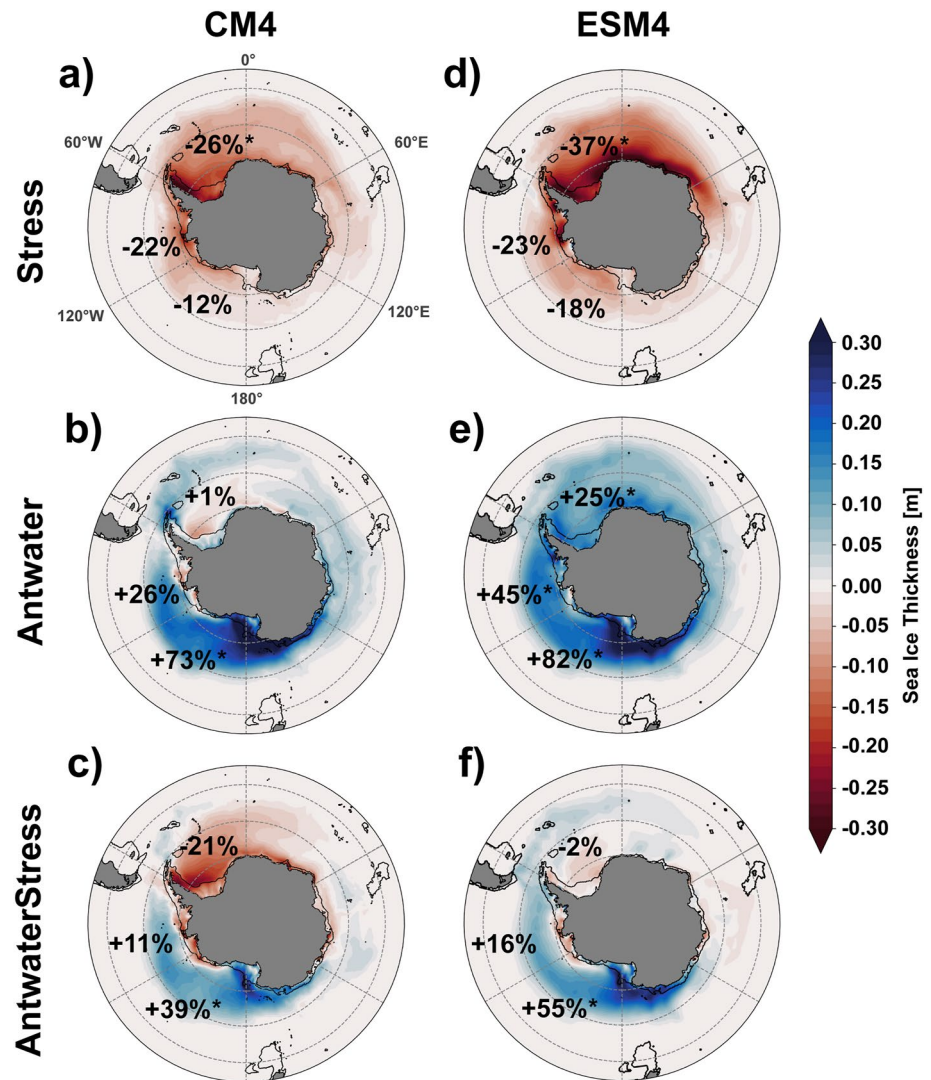 CM4
ESM4
a)
d)
0°
60°W
60°E
-26%*
-37%*
Stress
-22%
-23%
-12%
-18%
120°W
120°E
180°
b)
e)
+1%
+25%*
Antwater
+26%
+45%*
+73%*
+82%*
c)
f)
-21%
-2%
AntwaterStress
+11%
+16%
+39%*
+55%*
0.30
0.25
0.20
0.15
0.10
0.05
0.00
-0.05
-0.10
-0.15
-0.20
-0.25
-0.30
Sea Ice Thickness [m]